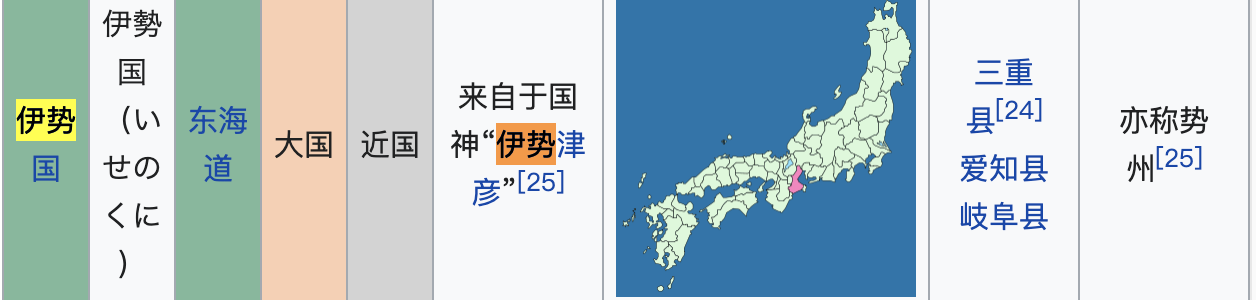 伊势
国
伊勢
国
（い
せの
くに
）
东海
道
大国
近国
来自于国
神“伊势津
彦”[25]
三重
县[24]
爱知县
岐阜县
亦称势
州[25]